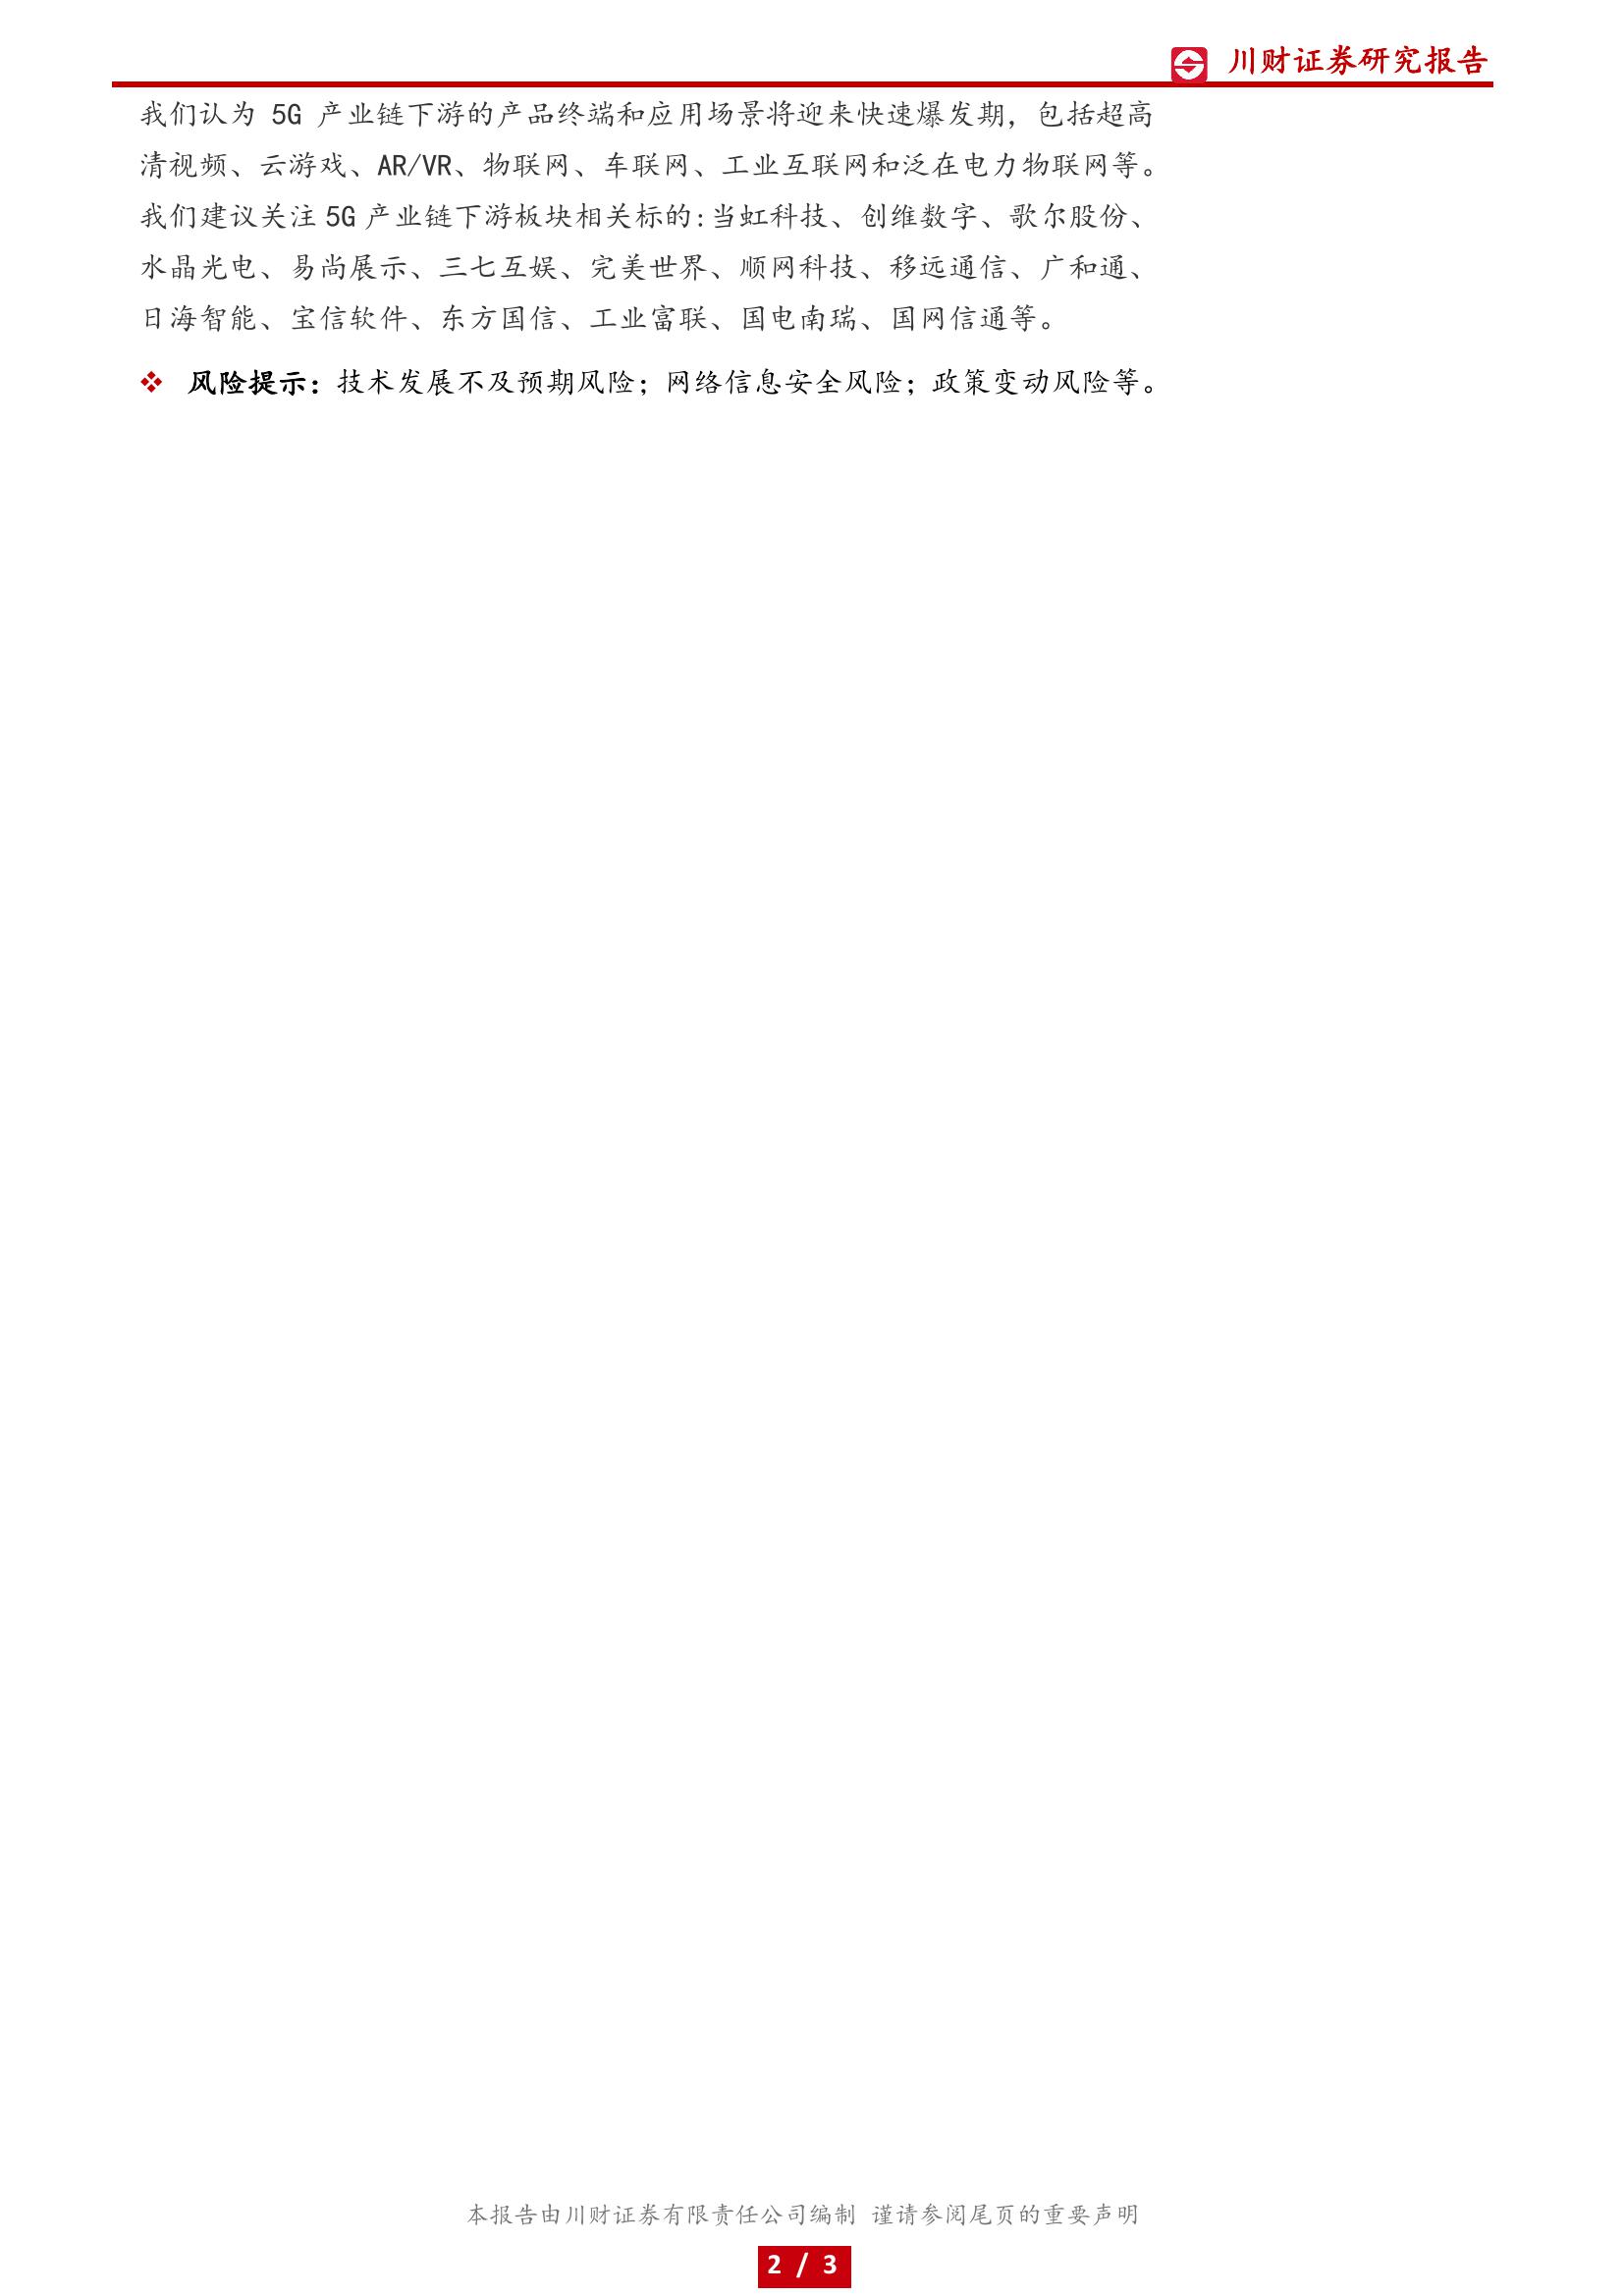 川财证券研究报告
我们认为 5G 产业链下游的产品终端和应用场景将迎来快速爆发期，包括超高
清视频、云游戏、AR/VR、物联网、车联网、工业互联网和泛在电力物联网等。
我们建议关注 5G 产业链下游板块相关标的:当虹科技、创维数字、歌尔股份、
水晶光电、易尚展示、三七互娱、完美世界、顺网科技、移远通信、广和通、
日海智能、宝信软件、东方国信、工业富联、国电南瑞、国网信通等。
❖ 风险提示：技术发展不及预期风险；网络信息安全风险；政策变动风险等。
本报告由川财证券有限责任公司编制 谨请参阅尾页的重要声明
2 / 3